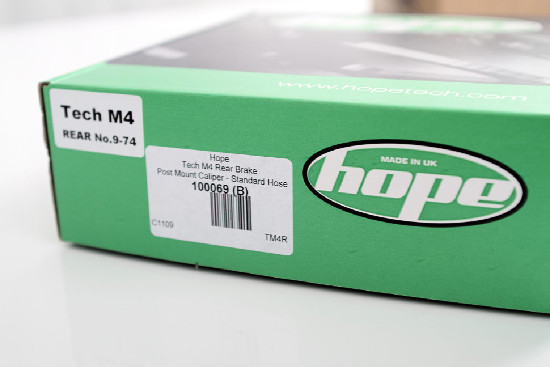 hope
www.hopetech.com
Tech M4
REAR No.9-74
Hope
Tech M4 Rear Brake
Post Mount Caliper - Standard Hose
100069 (B)
C1109
TM4R
MADE IN UK
hope